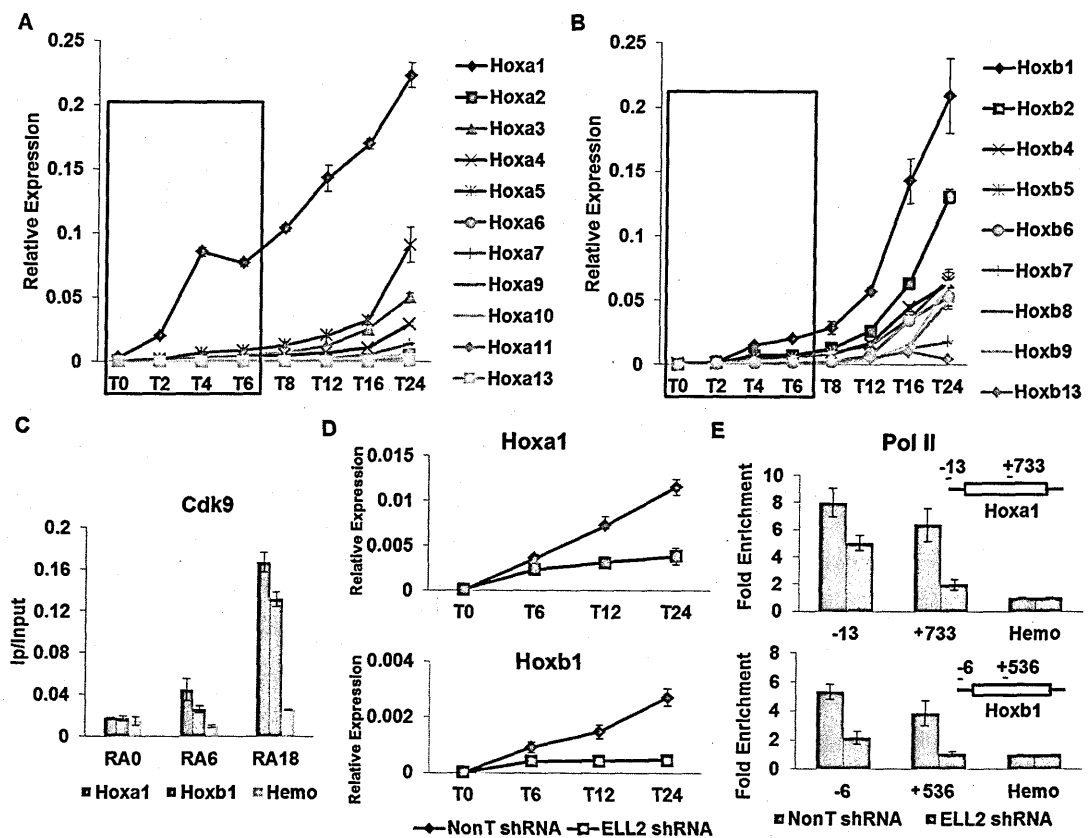 A
Relative Expression
0.25
0.2
0.15
0.1
0.05
0
T0 T2 T4 T6 T8 T12 T16 T24
Hoxa1
Hoxa2
Hoxa3
Hoxa4
Hoxa5
Hoxa6
Hoxa7
Hoxa9
Hoxa10
Hoxa11
Hoxa13
B
Relative Expression
0.25
0.2
0.15
0.1
0.05
0
T0 T2 T4 T6 T8 T12 T16 T24
Hoxb1
Hoxb2
Hoxb4
Hoxb5
Hoxb6
Hoxb7
Hoxb8
Hoxb9
Hoxb13
C
Cdk9
Ip/Input
0.2
0.16
0.12
0.08
0.04
0
RA0 RA6 RA18
Hoxa1 Hoxb1 Hemo
D
Hoxa1
Relative Expression
0.015
0.01
0.005
0
T0 T6 T12 T24
Hoxb1
Relative Expression
0.004
0.002
0
T0 T6 T12 T24
NonT shRNA ELL2 shRNA
E
Pol II
Fold Enrichment
10
8
6
4
2
0
-13 +733
Hoxa1
-13 +733 Hemo
Fold Enrichment
8
6
4
2
0
-6 +536
Hoxb1
-6 +536 Hemo
NonT shRNA ELL2 shRNA